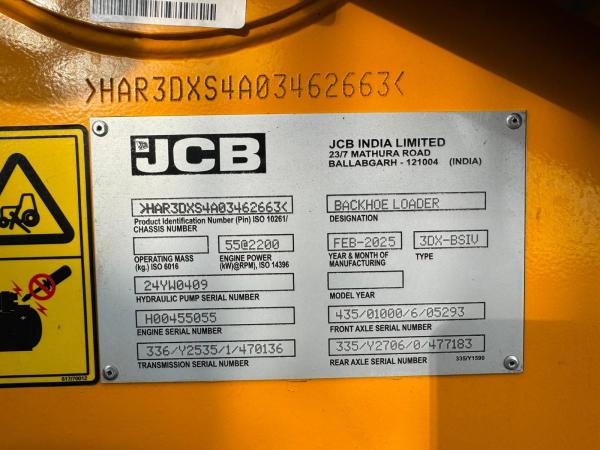 >HAR3DXS4A03462663<
JCB
JCB INDIA LIMITED
23/7 MATHURA ROAD
BALLABGARH - 121004 (INDIA)
>HAR3DXS4A03462663<
Product Identification Number (Pin) ISO 10261/
CHASSIS NUMBER
BACKHOE LOADER
DESIGNATION
55@2200
OPERATING MASS
(kg.) ISO 6016
ENGINE POWER
(kW)@RPM), ISO 14396
FEB-2025
YEAR & MONTH OF
MANUFACTURING
3DX-BSIV
TYPE
24YW0409
HYDRAULIC PUMP SERIAL NUMBER
MODEL YEAR
H00455055
ENGINE SERIAL NUMBER
435/01000/6/05293
FRONT AXLE SERIAL NUMBER
336/Y2535/1/470136
TRANSMISSION SERIAL NUMBER
335/Y2706/0/477183
REAR AXLE SERIAL NUMBER
335/Y1590
817/70012